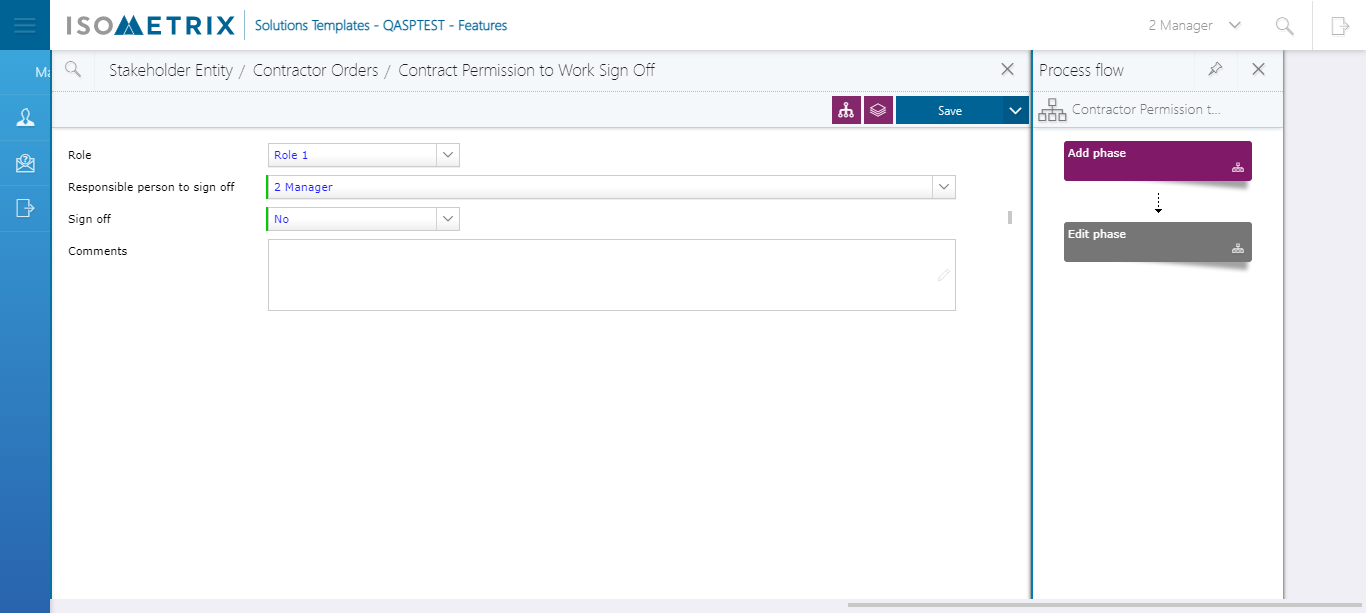 ISOMETRIX
Solutions Templates - QASPTEST - Features
2 Manager
Ma
Stakeholder Entity / Contractor Orders / Contract Permission to Work Sign Off
Process flow
Save
Contractor Permission t...
Role
Role 1
Responsible person to sign off
2 Manager
Sign off
No
Comments
Add phase
Edit phase